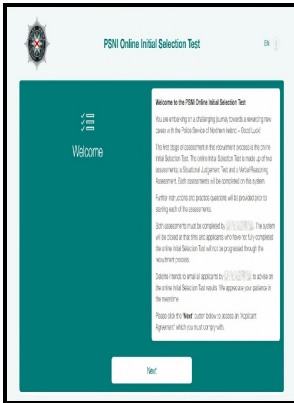 PSNI Online Initial Selection Test
EN
Welcome
Welcome to the PSNI Online Initial Selection Test
You are embarking on a challenging journey towards a rewarding new
career with the Police Service of Northern Ireland – Good Luck!
The first stage of assessment in this recruitment process is the online
Initial Selection Test. The online Initial Selection Test is made up of two
assessments: a Situational Judgement Test and a Verbal Reasoning
Assessment. Both assessments will be completed on this system.
Further instructions and practice questions will be provided prior to
starting each of the assessments.
Both assessments must be completed by The system
will be closed at that time and applicants who have not fully completed
the online Initial Selection Test will not be progressed through the
recruitment process.
Deloitte intends to email all applicants by to advise on
the online Initial Selection Test results. We appreciate your patience in
the meantime.
Please click the 'Next' button below to access an 'Applicant
Agreement' which you must comply with.
Next